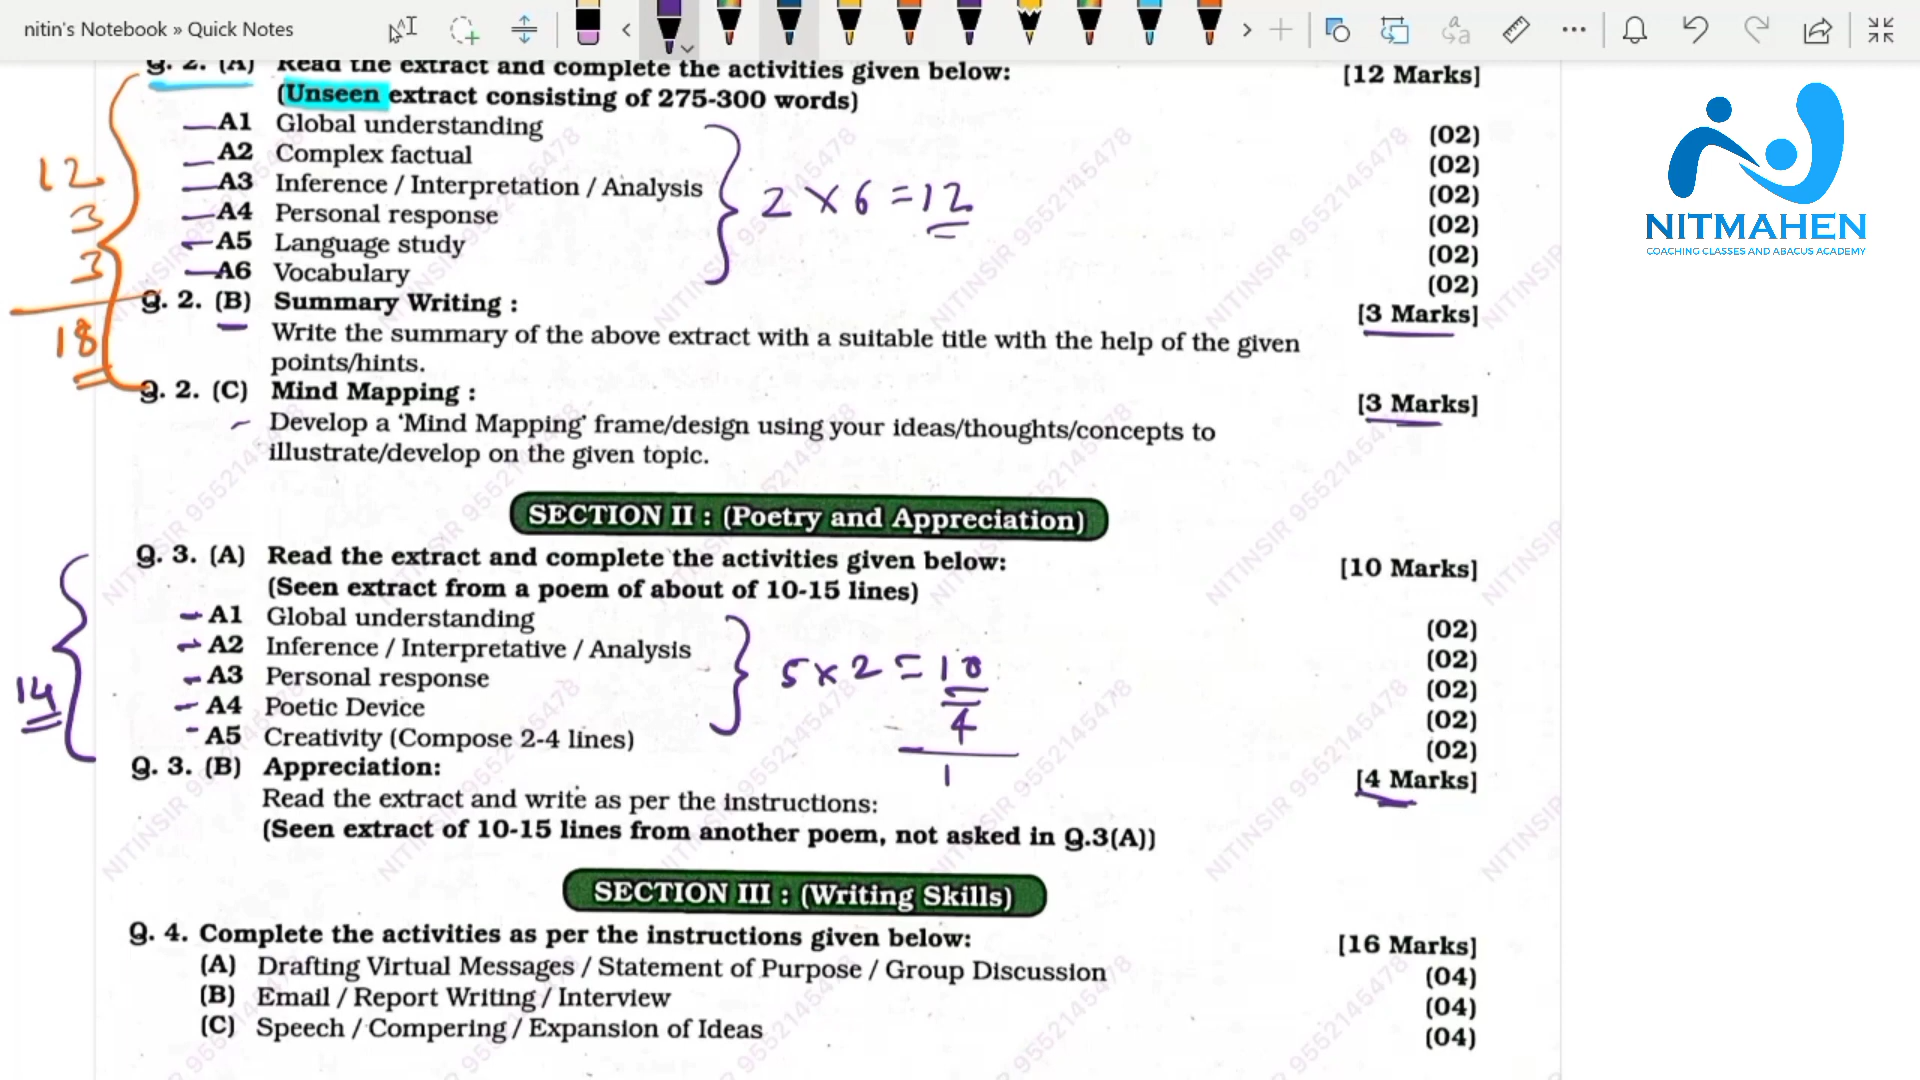 nitin's Notebook » Quick Notes
Q. 2. (A) Read the extract and complete the activities given below: [12 Marks]
(Unseen extract consisting of 275-300 words)
A1 Global understanding (02)
A2 Complex factual (02)
A3 Inference / Interpretation / Analysis (02)
A4 Personal response (02)
A5 Language study (02)
A6 Vocabulary (02)
2 × 6 = 12
12
3
3
18
Q. 2. (B) Summary Writing : [3 Marks]
Write the summary of the above extract with a suitable title with the help of the given
points/hints.
Q. 2. (C) Mind Mapping : [3 Marks]
Develop a 'Mind Mapping' frame/design using your ideas/thoughts/concepts to
illustrate/develop on the given topic.
SECTION II : (Poetry and Appreciation)
Q. 3. (A) Read the extract and complete the activities given below: [10 Marks]
(Seen extract from a poem of about of 10-15 lines)
A1 Global understanding (02)
A2 Inference / Interpretative / Analysis (02)
A3 Personal response (02)
A4 Poetic Device (02)
A5 Creativity (Compose 2-4 lines) (02)
5 × 2 = 10
4
1
14
Q. 3. (B) Appreciation: [4 Marks]
Read the extract and write as per the instructions:
(Seen extract of 10-15 lines from another poem, not asked in Q.3(A))
SECTION III : (Writing Skills)
Q. 4. Complete the activities as per the instructions given below: [16 Marks]
(A) Drafting Virtual Messages / Statement of Purpose / Group Discussion (04)
(B) Email / Report Writing / Interview (04)
(C) Speech / Compering / Expansion of Ideas (04)
NITMAHEN
COACHING CLASSES AND ABACUS ACADEMY
NITINSIR 9552145478